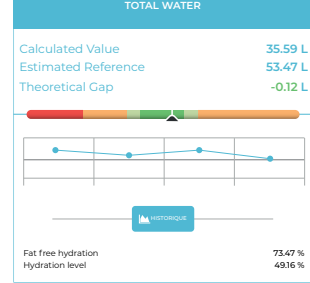 TOTAL WATER
Calculated Value 35.59 L
Estimated Reference 53.47 L
Theoretical Gap -0.12 L
HISTORIQUE
Fat free hydration 73.47 %
Hydration level 49.16 %